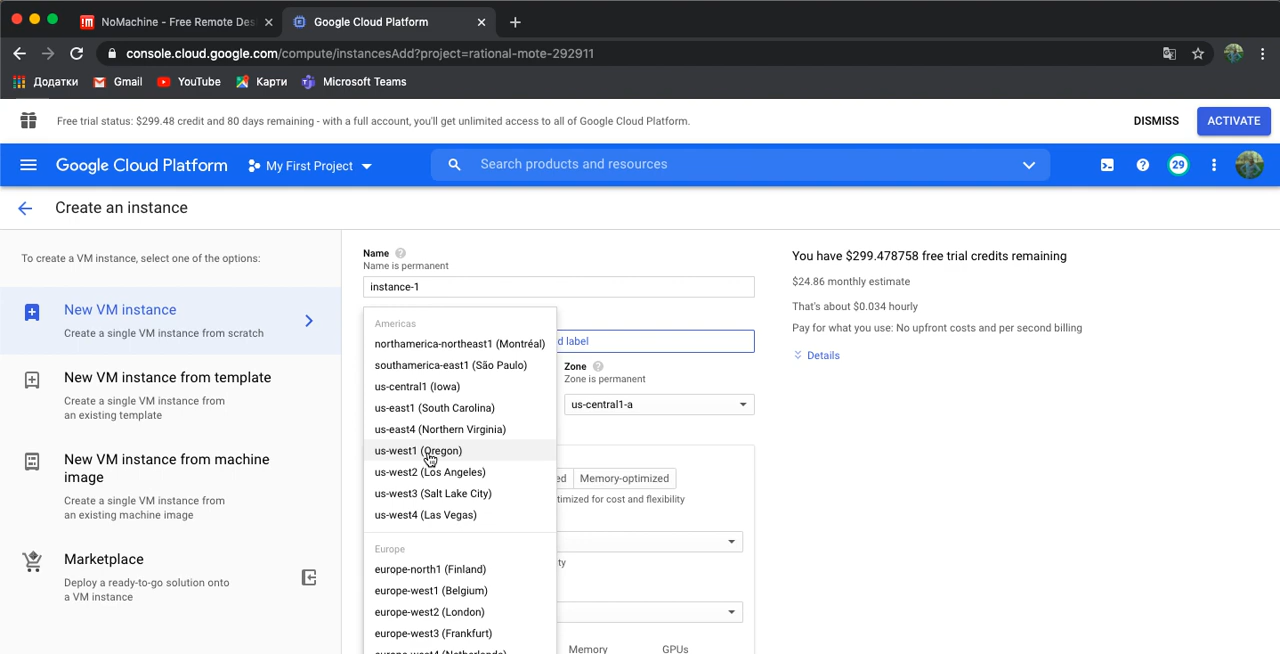 NoMachine - Free Remote Des
Google Cloud Platform
console.cloud.google.com/compute/instancesAdd?project=rational-mote-292911
Додатки
Gmail
YouTube
Карти
Microsoft Teams
Free trial status: $299.48 credit and 80 days remaining - with a full account, you'll get unlimited access to all of Google Cloud Platform.
DISMISS
ACTIVATE
Google Cloud Platform
My First Project
Search products and resources
29
Create an instance
To create a VM instance, select one of the options:
New VM instance
Create a single VM instance from scratch
New VM instance from template
Create a single VM instance from
an existing template
New VM instance from machine
image
Create a single VM instance from
an existing machine image
Marketplace
Deploy a ready-to-go solution onto
a VM instance
Name
Name is permanent
instance-1
Americas
northamerica-northeast1 (Montréal)
southamerica-east1 (São Paulo)
us-central1 (Iowa)
us-east1 (South Carolina)
us-east4 (Northern Virginia)
us-west1 (Oregon)
us-west2 (Los Angeles)
us-west3 (Salt Lake City)
us-west4 (Las Vegas)
Europe
europe-north1 (Finland)
europe-west1 (Belgium)
europe-west2 (London)
europe-west3 (Frankfurt)
europe-west4 (Netherlands)
d label
Zone
Zone is permanent
us-central1-a
ed
Memory-optimized
timized for cost and flexibility
ty
Memory
GPUs
You have $299.478758 free trial credits remaining
$24.86 monthly estimate
That's about $0.034 hourly
Pay for what you use: No upfront costs and per second billing
Details